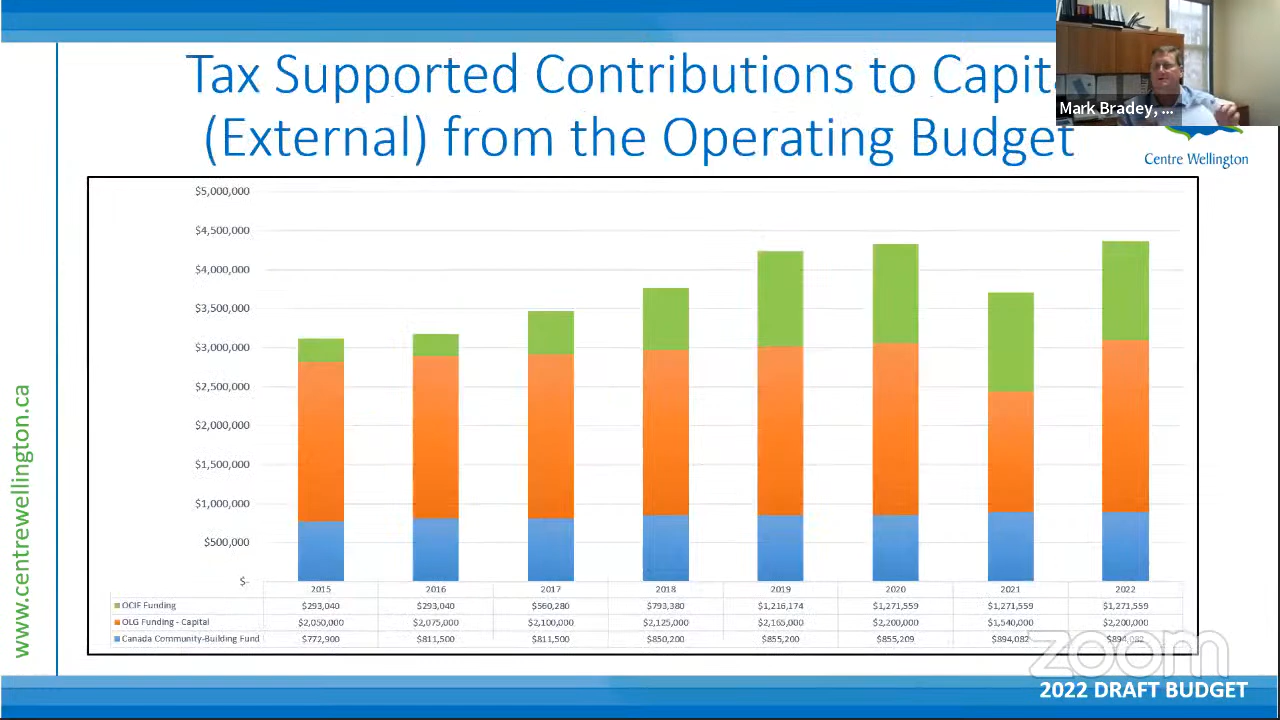 Tax Supported Contributions to Capit
(External) from the Operating Budget
Mark Bradey, ...
Centre Wellington
www.centrewellington.ca
$5,000,000
$4,500,000
$4,000,000
$3,500,000
$3,000,000
$2,500,000
$2,000,000
$1,500,000
$1,000,000
$500,000
$-
2015 2016 2017 2018 2019 2020 2021 2022
OCIF Funding $293,040 $293,040 $560,280 $793,380 $1,216,174 $1,271,559 $1,271,559 $1,271,559
OLG Funding - Capital $2,050,000 $2,075,000 $2,100,000 $2,125,000 $2,165,000 $2,200,000 $1,540,000 $2,200,000
Canada Community-Building Fund $772,900 $811,500 $811,500 $850,200 $855,200 $855,209 $894,082 $894,082
zoom
2022 DRAFT BUDGET